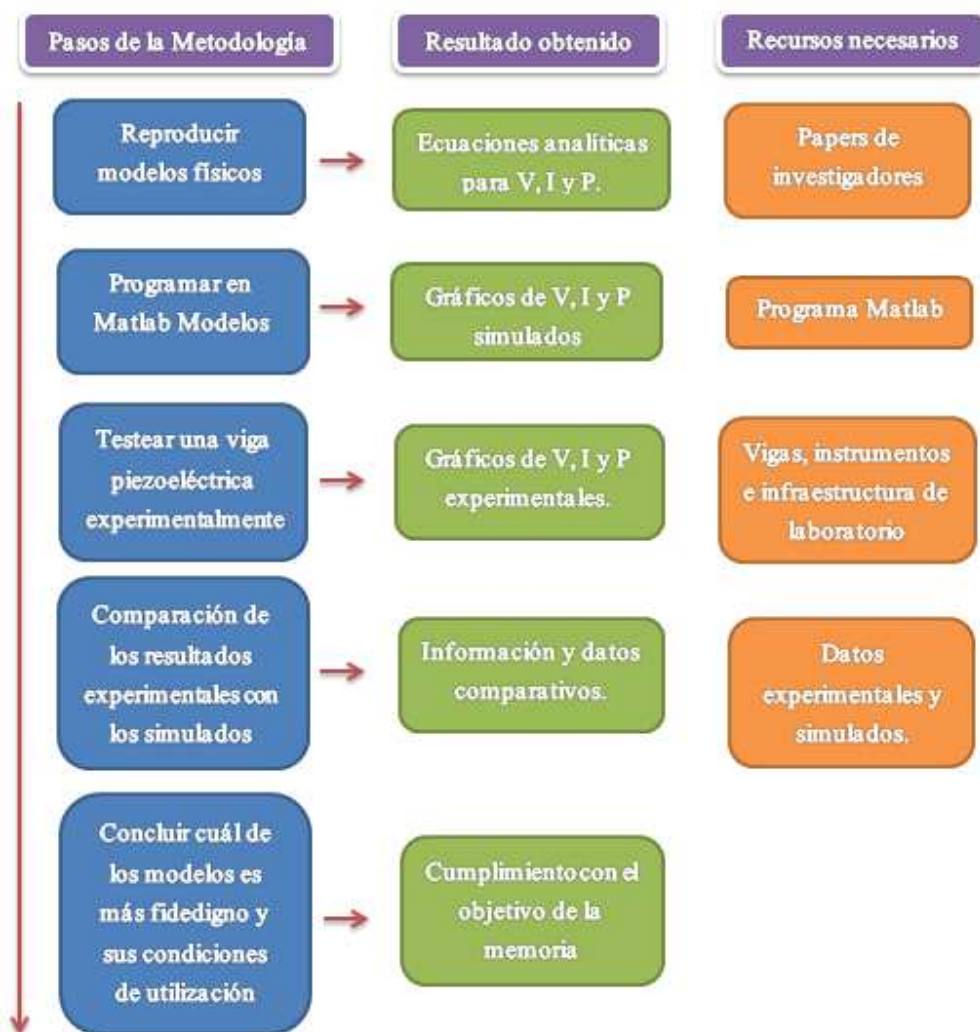 Pasos de la Metodología
Resultado obtenido
Recursos necesarios
Reproducir
modelos físicos
Ecuaciones analíticas
para V, I y P.
Papers de
investigadores
Programar en
Matlab Modelos
Gráficos de V, I y P
simulados
Programa Matlab
Testear una viga
piezoeléctrica
experimentalmente
Gráficos de V, I y P
experimentales.
Vigas, instrumentos
e infraestructura de
laboratorio
Comparación de
los resultados
experimentales con
los simulados
Información y datos
comparativos.
Datos
experimentales y
simulados.
Concluir cuál de
los modelos es
más fidedigno y
sus condiciones
de utilización
Cumplimiento con el
objetivo de la
memoria